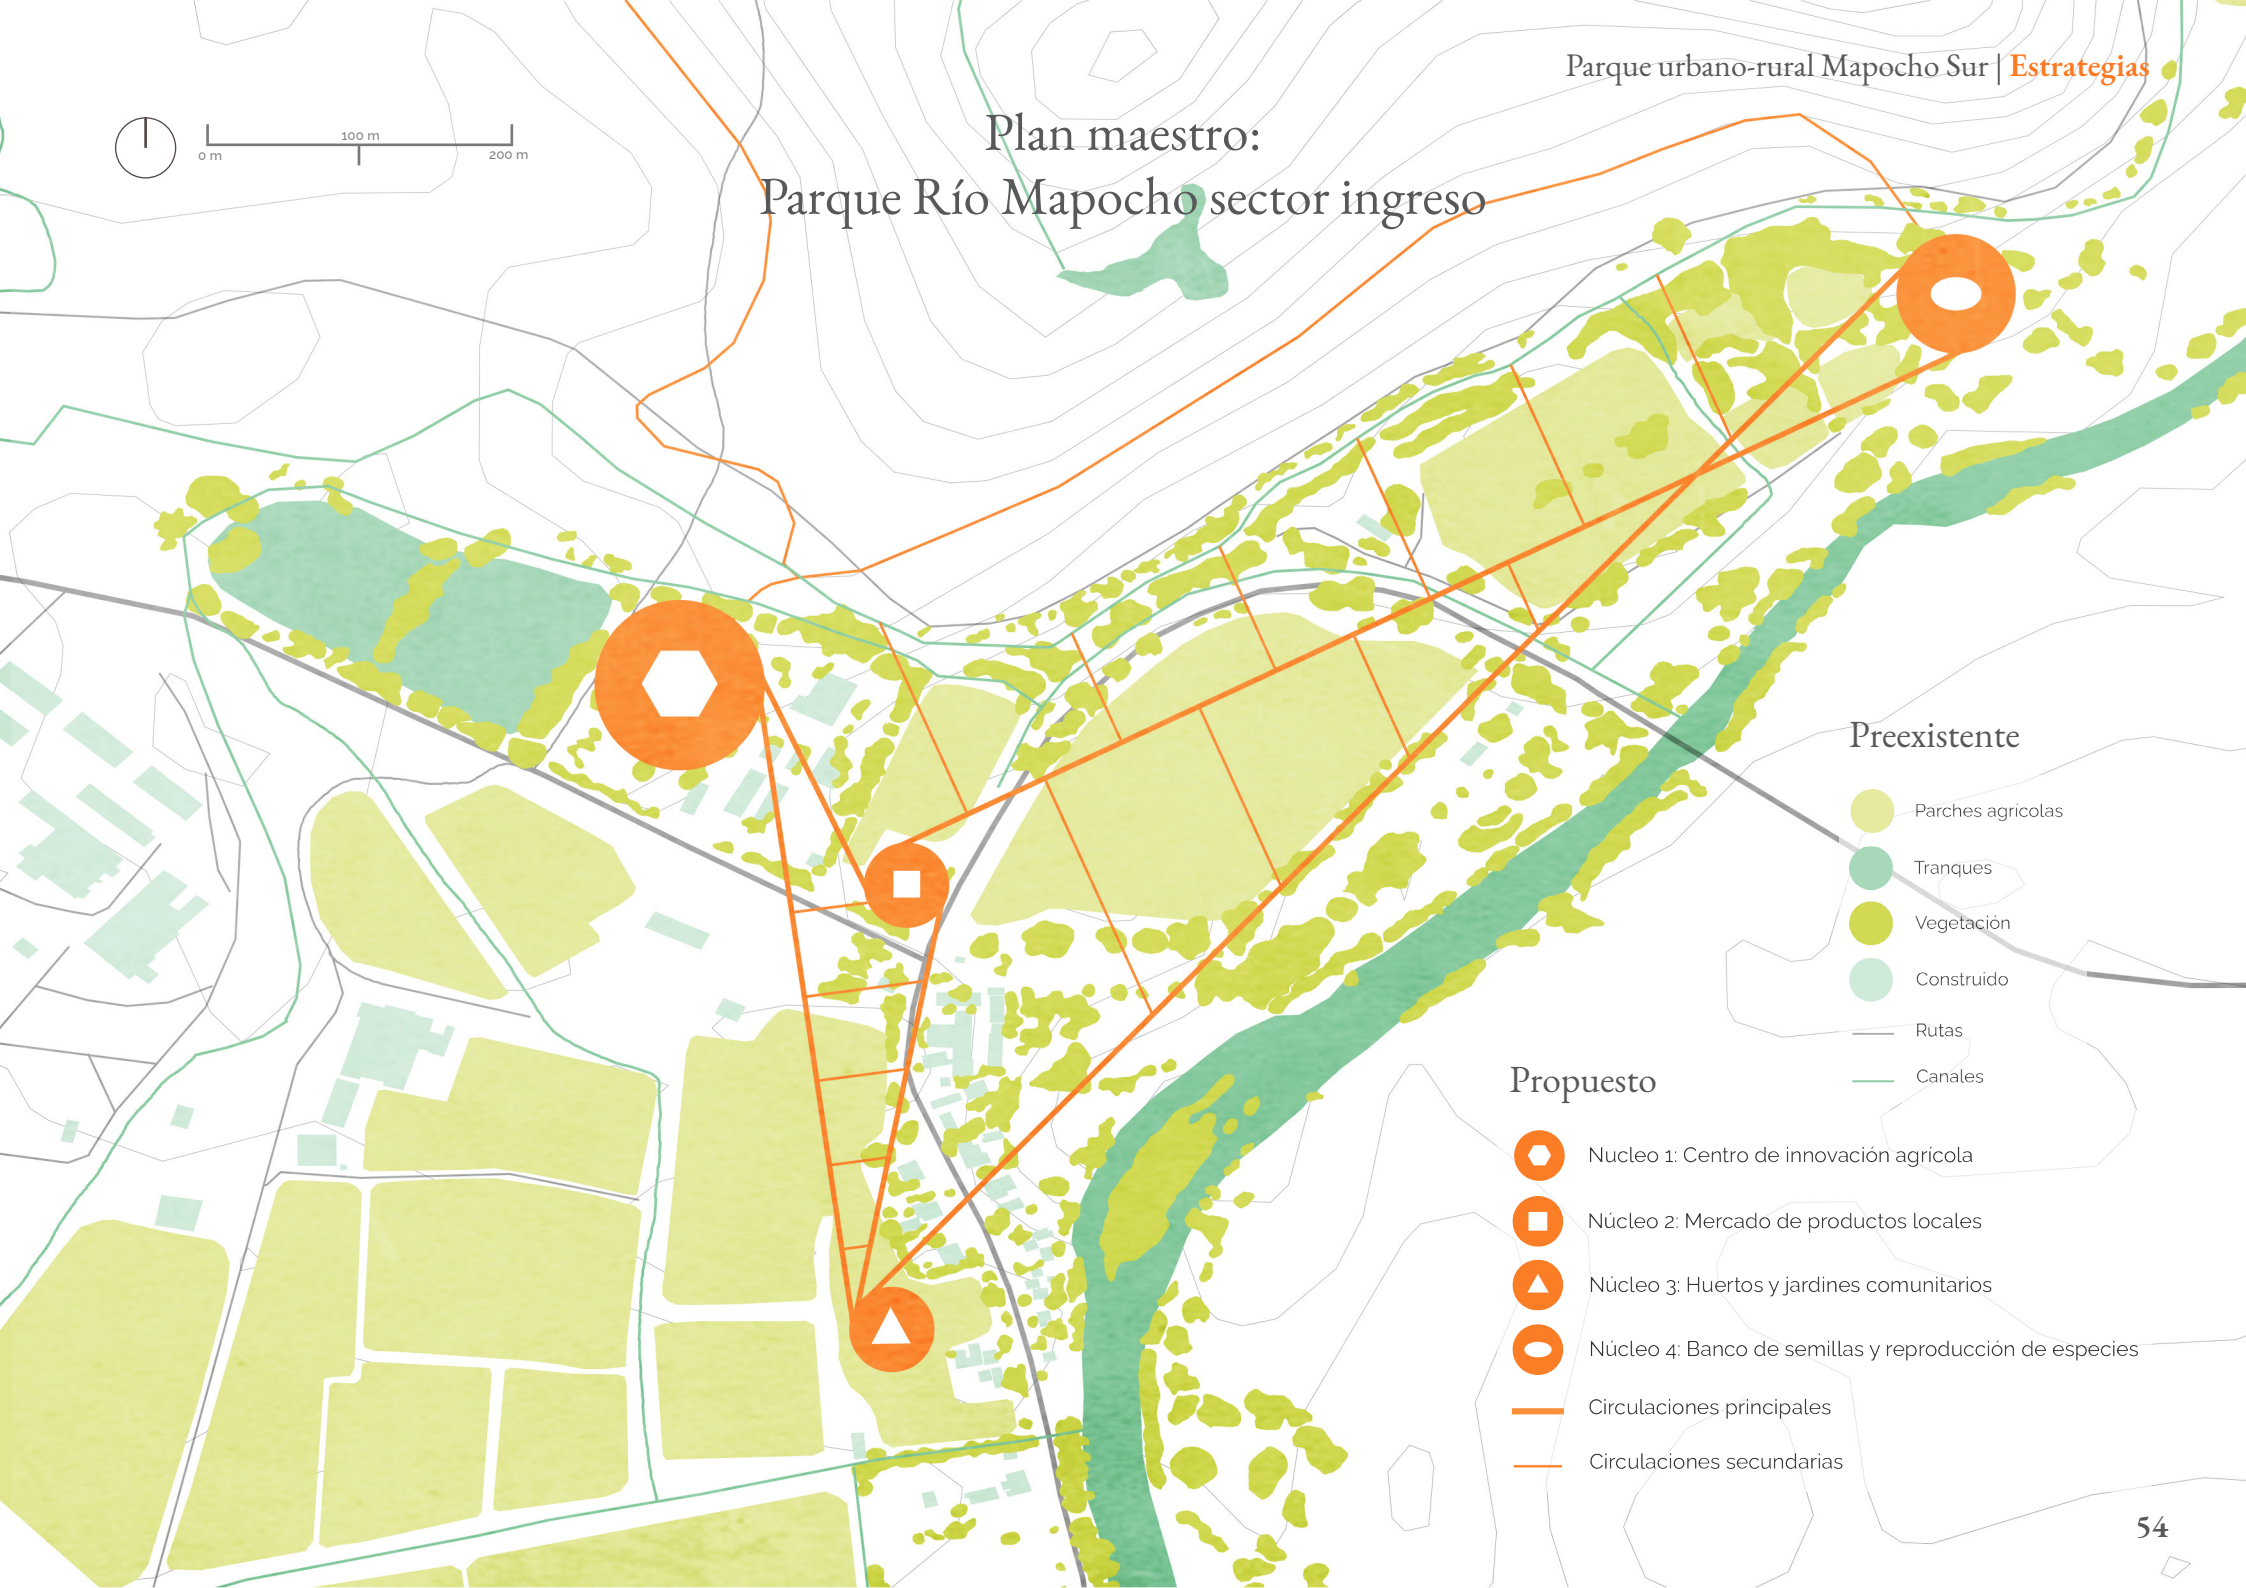 Parque urbano-rural Mapocho Sur | Estrategias
Plan maestro:
Parque Río Mapocho sector ingreso
0 m
100 m
200 m
Preexistente
Parches agrícolas
Tranques
Vegetación
Construido
Rutas
Canales
Propuesto
Nucleo 1: Centro de innovación agrícola
Núcleo 2: Mercado de productos locales
Núcleo 3: Huertos y jardines comunitarios
Núcleo 4: Banco de semillas y reproducción de especies
Circulaciones principales
Circulaciones secundarias
54